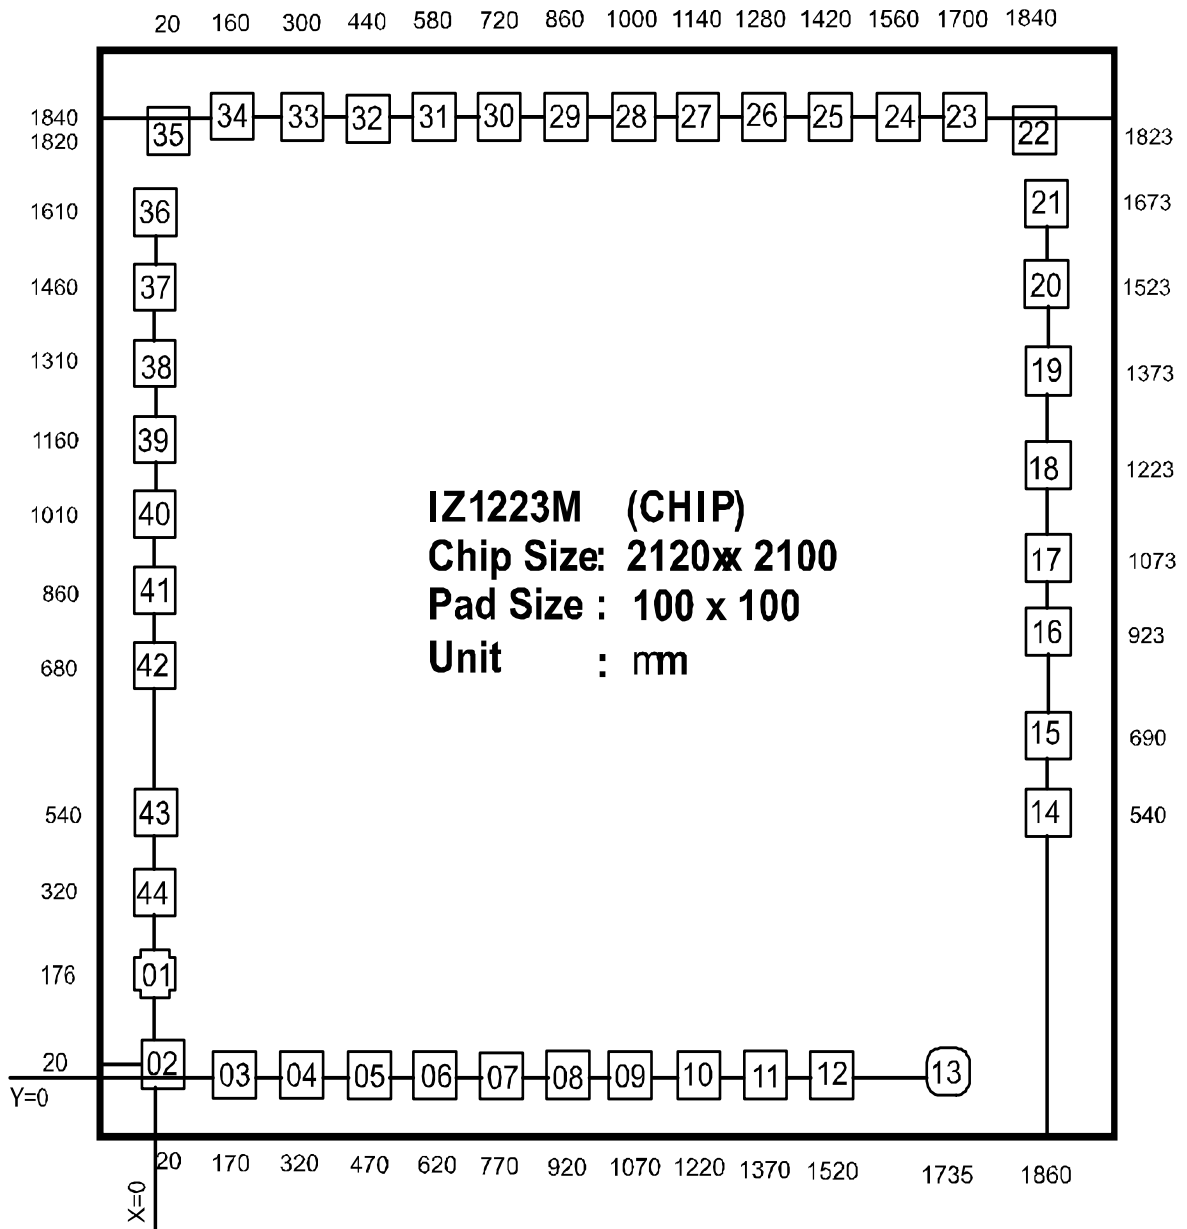 20 160 300 440 580 720 860 1000 1140 1280 1420 1560 1700 1840
1840
1820
35 34 33 32 31 30 29 28 27 26 25 24 23 22
1823
1610 36 21 1673
1460 37 20 1523
1310 38 19 1373
1160 39 18 1223
IZ1223M (CHIP)
1010 40
Chip Size: 2120xx 2100
17 1073
860 41
Pad Size : 100 x 100
16 923
680 42
Unit : mm
15 690
540 43 14 540
320 44
176 01
20 02
Y=0
03 04 05 06 07 08 09 10 11 12 13
20 170 320 470 620 770 920 1070 1220 1370 1520 1735 1860
X=0